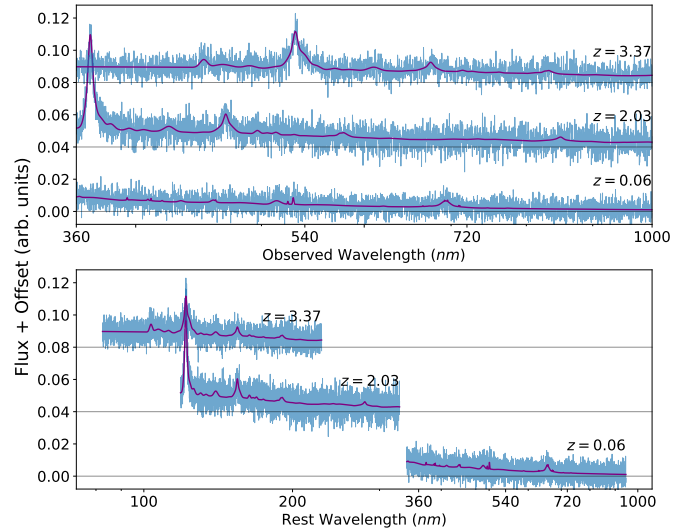 0.12
z = 3.37
0.10
0.08
z = 2.03
0.06
0.04
z = 0.06
0.02
0.00
360 540 720 1000
Observed Wavelength (nm)
Flux + Offset (arb. units)
0.12
z = 3.37
0.10
0.08
z = 2.03
0.06
0.04
z = 0.06
0.02
0.00
100 200 360 540 720 1000
Rest Wavelength (nm)